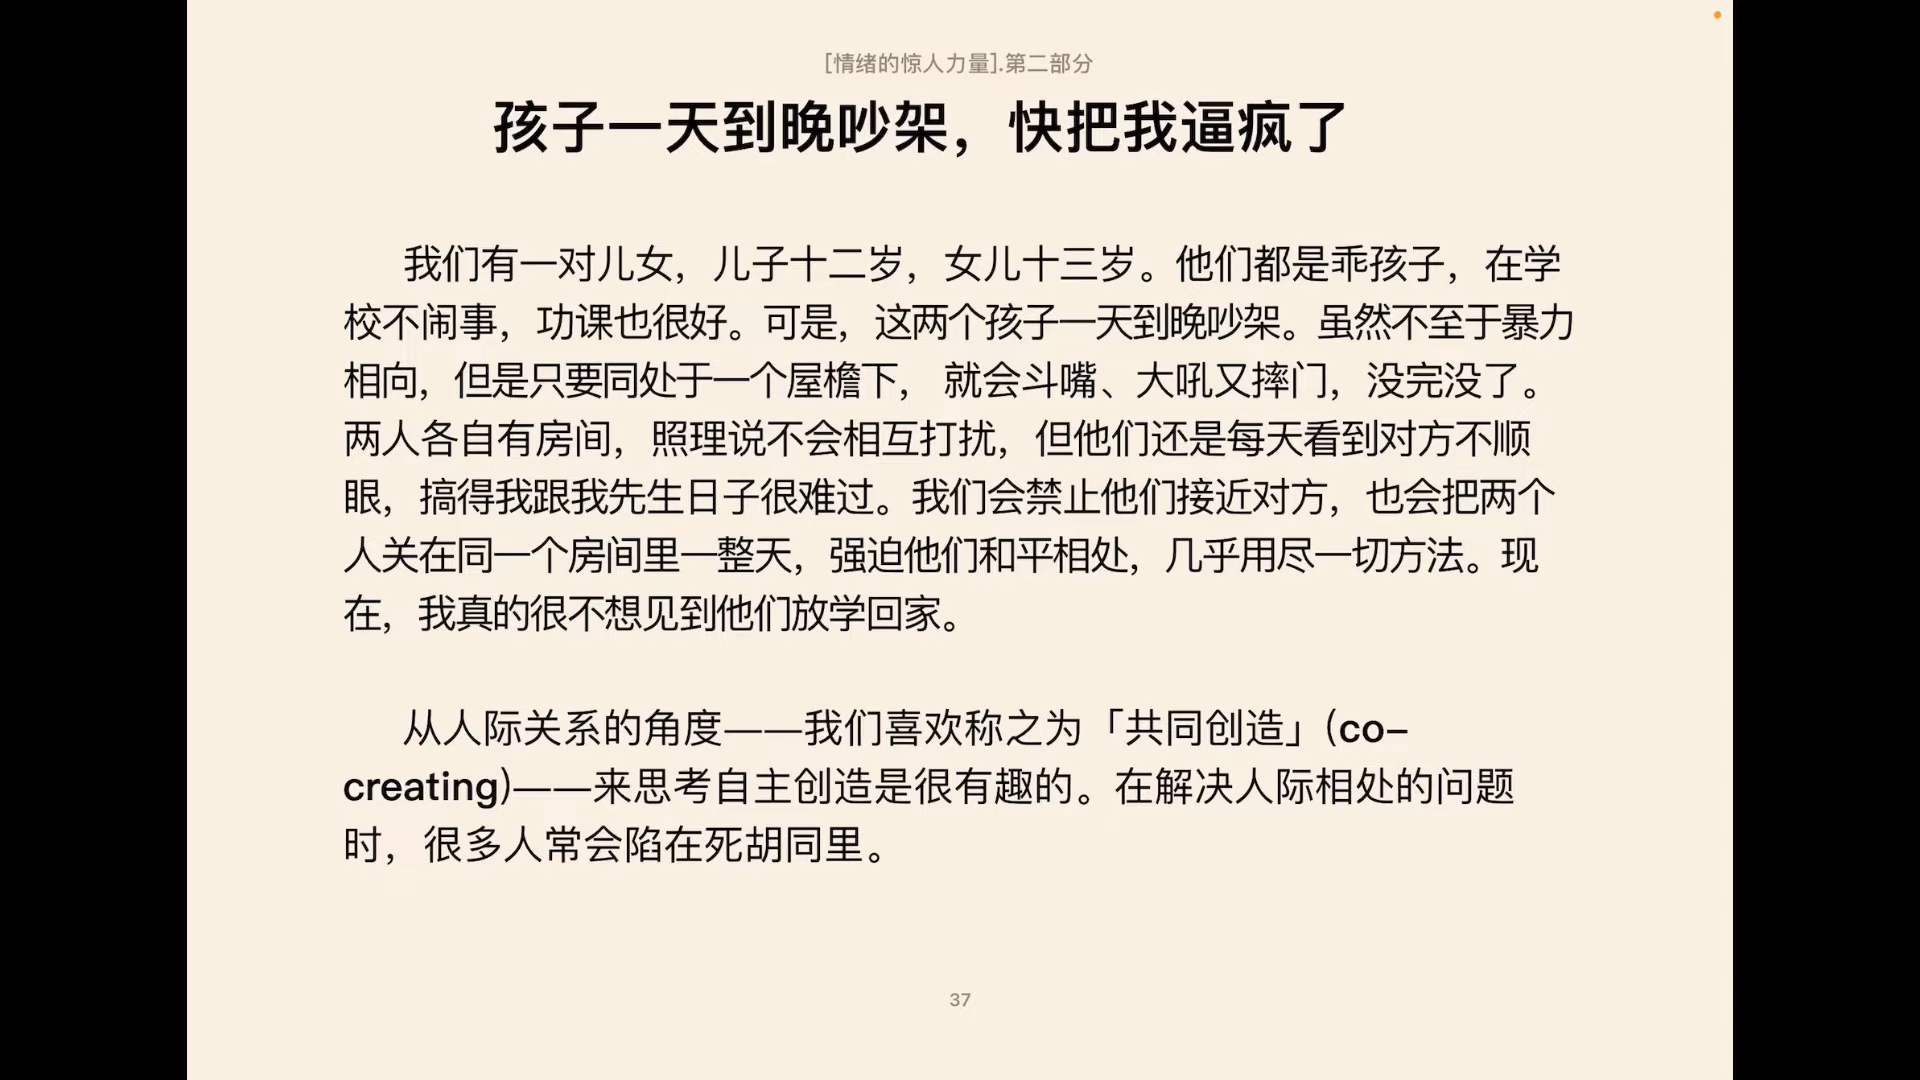 [情绪的惊人力量].第二部分
孩子一天到晚吵架，快把我逼疯了
我们有一对儿女，儿子十二岁，女儿十三岁。他们都是乖孩子，在学
校不闹事，功课也很好。可是，这两个孩子一天到晚吵架。虽然不至于暴力
相向，但是只要同处于一个屋檐下， 就会斗嘴、大吼又摔门，没完没了。
两人各自有房间，照理说不会相互打扰，但他们还是每天看到对方不顺
眼，搞得我跟我先生日子很难过。我们会禁止他们接近对方，也会把两个
人关在同一个房间里一整天，强迫他们和平相处，几乎用尽一切方法。现
在，我真的很不想见到他们放学回家。
从人际关系的角度——我们喜欢称之为「共同创造」(co–
creating)——来思考自主创造是很有趣的。在解决人际相处的问题
时，很多人常会陷在死胡同里。
37